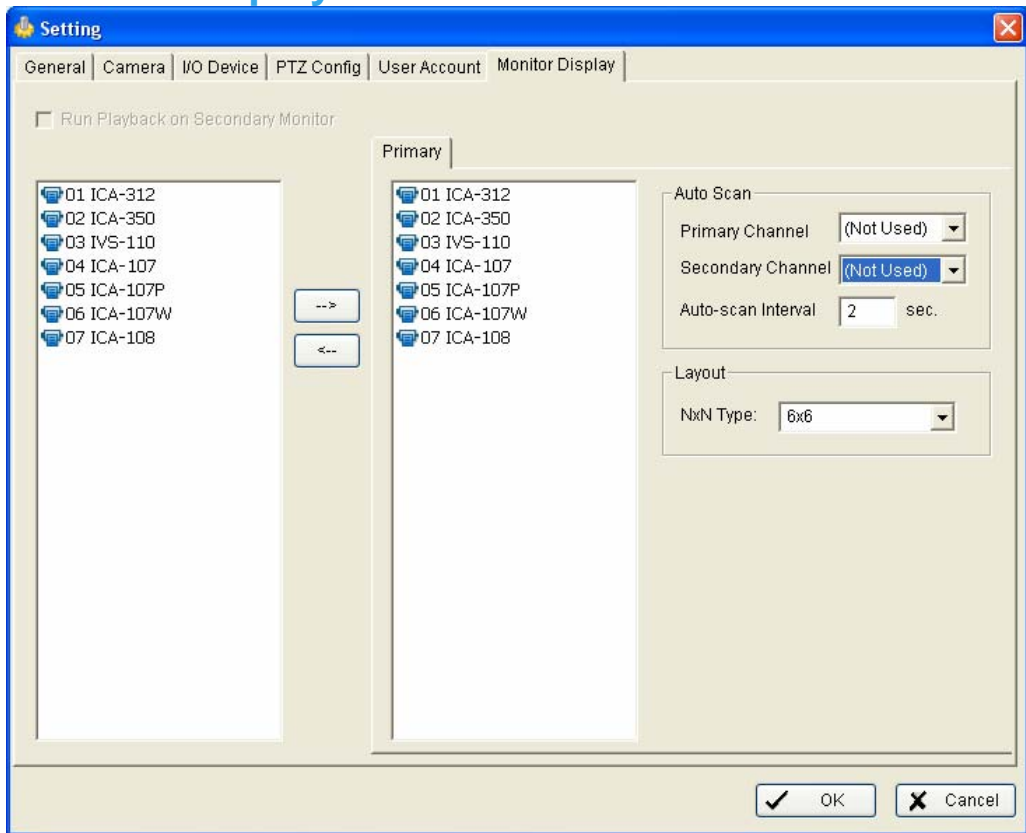 Setting
General Camera I/O Device PTZ Config User Account Monitor Display
Run Playback on Secondary Monitor
Primary
01 ICA-312
02 ICA-350
03 IVS-110
04 ICA-107
05 ICA-107P
06 ICA-107W
07 ICA-108
-->
<--
01 ICA-312
02 ICA-350
03 IVS-110
04 ICA-107
05 ICA-107P
06 ICA-107W
07 ICA-108
Auto Scan
Primary Channel (Not Used)
Secondary Channel (Not Used)
Auto-scan Interval 2 sec.
Layout
NxN Type: 6x6
OK Cancel